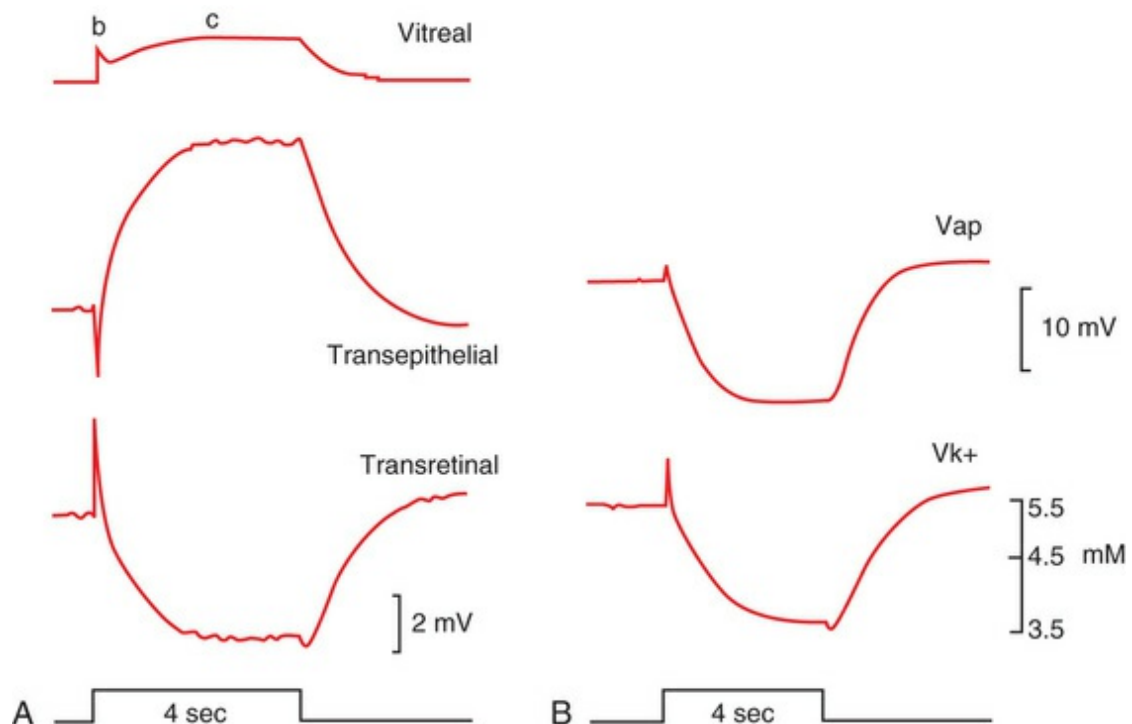 b
c
Vitreal
Transepithelial
Transretinal
2 mV
A
4 sec
Vap
10 mV
Vk+
5.5
4.5 mM
3.5
B
4 sec